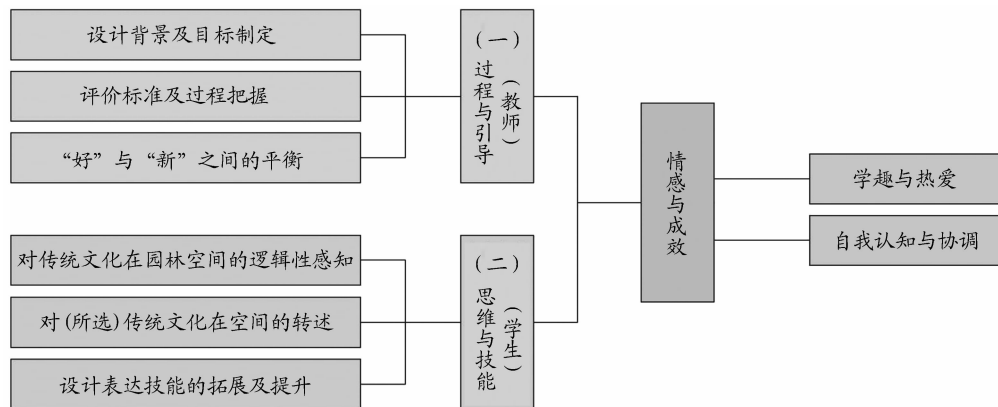 设计背景及目标制定
评价标准及过程把握
“好”与“新”之间的平衡
(一)过程与引导
(教师)
对传统文化在园林空间的逻辑性感知
对(所选)传统文化在空间的转述
设计表达技能的拓展及提升
(二)思维与技能
(学生)
情感与成效
学趣与热爱
自我认知与协调